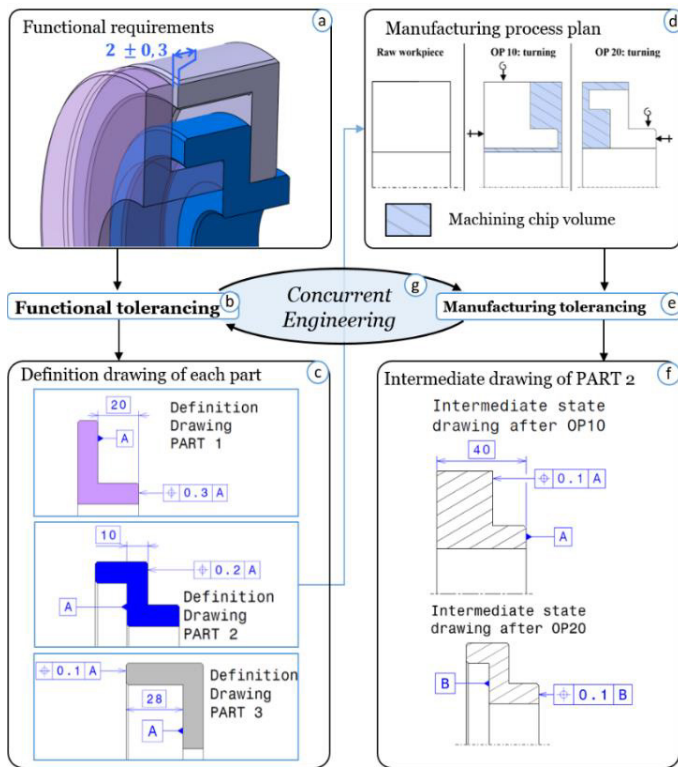 Functional requirements
a
2 ±0,3
Manufacturing process plan
d
Raw workpiece
OP 10: turning
OP 20: turning
Machining chip volume
Functional tolerancing
b
Concurrent
Engineering
g
Manufacturing tolerancing
e
Definition drawing of each part
c
20
Definition
Drawing
PART 1
A
⌖ 0.3 A
10
⌖ 0.2 A
A
Definition
Drawing
PART 2
⌖ 0.1 A
Definition
Drawing
PART 3
28
A
Intermediate drawing of PART 2
f
Intermediate state
drawing after OP10
40
⌖ 0.1 A
A
Intermediate state
drawing after OP20
B
⌖ 0.1 B